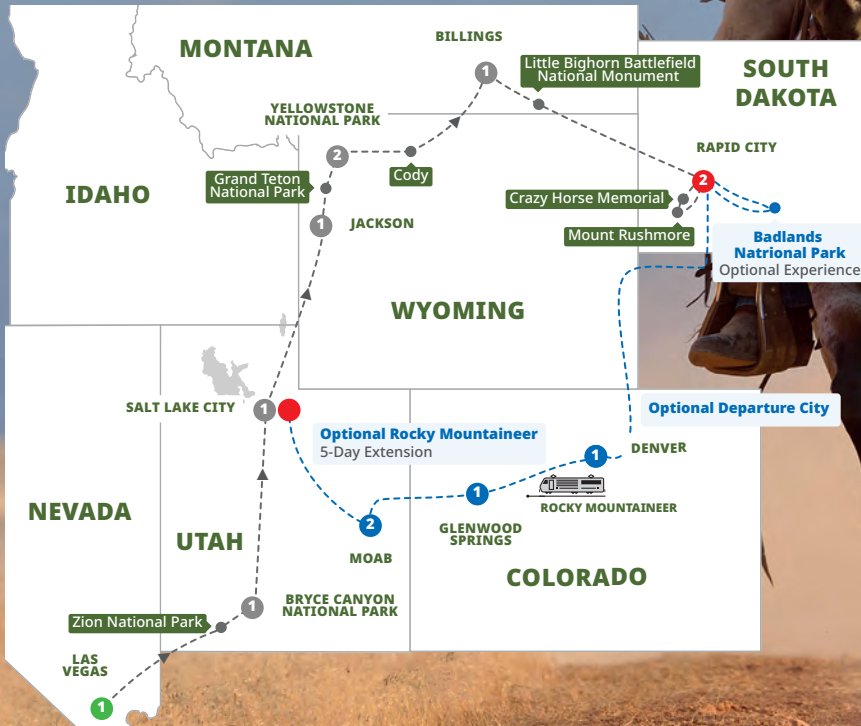 MONTANA
BILLINGS
1
Little Bighorn Battlefield
National Monument
SOUTH
DAKOTA
YELLOWSTONE
NATIONAL PARK
2
Cody
Grand Teton
National Park
RAPID CITY
2
IDAHO
1
JACKSON
Crazy Horse Memorial
Mount Rushmore
Badlands
Natrional Park
Optional Experience
WYOMING
SALT LAKE CITY
1
Optional Rocky Mountaineer
5-Day Extension
Optional Departure City
DENVER
1
ROCKY MOUNTAINEER
1
GLENWOOD
SPRINGS
2
MOAB
NEVADA
UTAH
COLORADO
BRYCE CANYON
NATIONAL PARK
1
Zion National Park
LAS
VEGAS
1